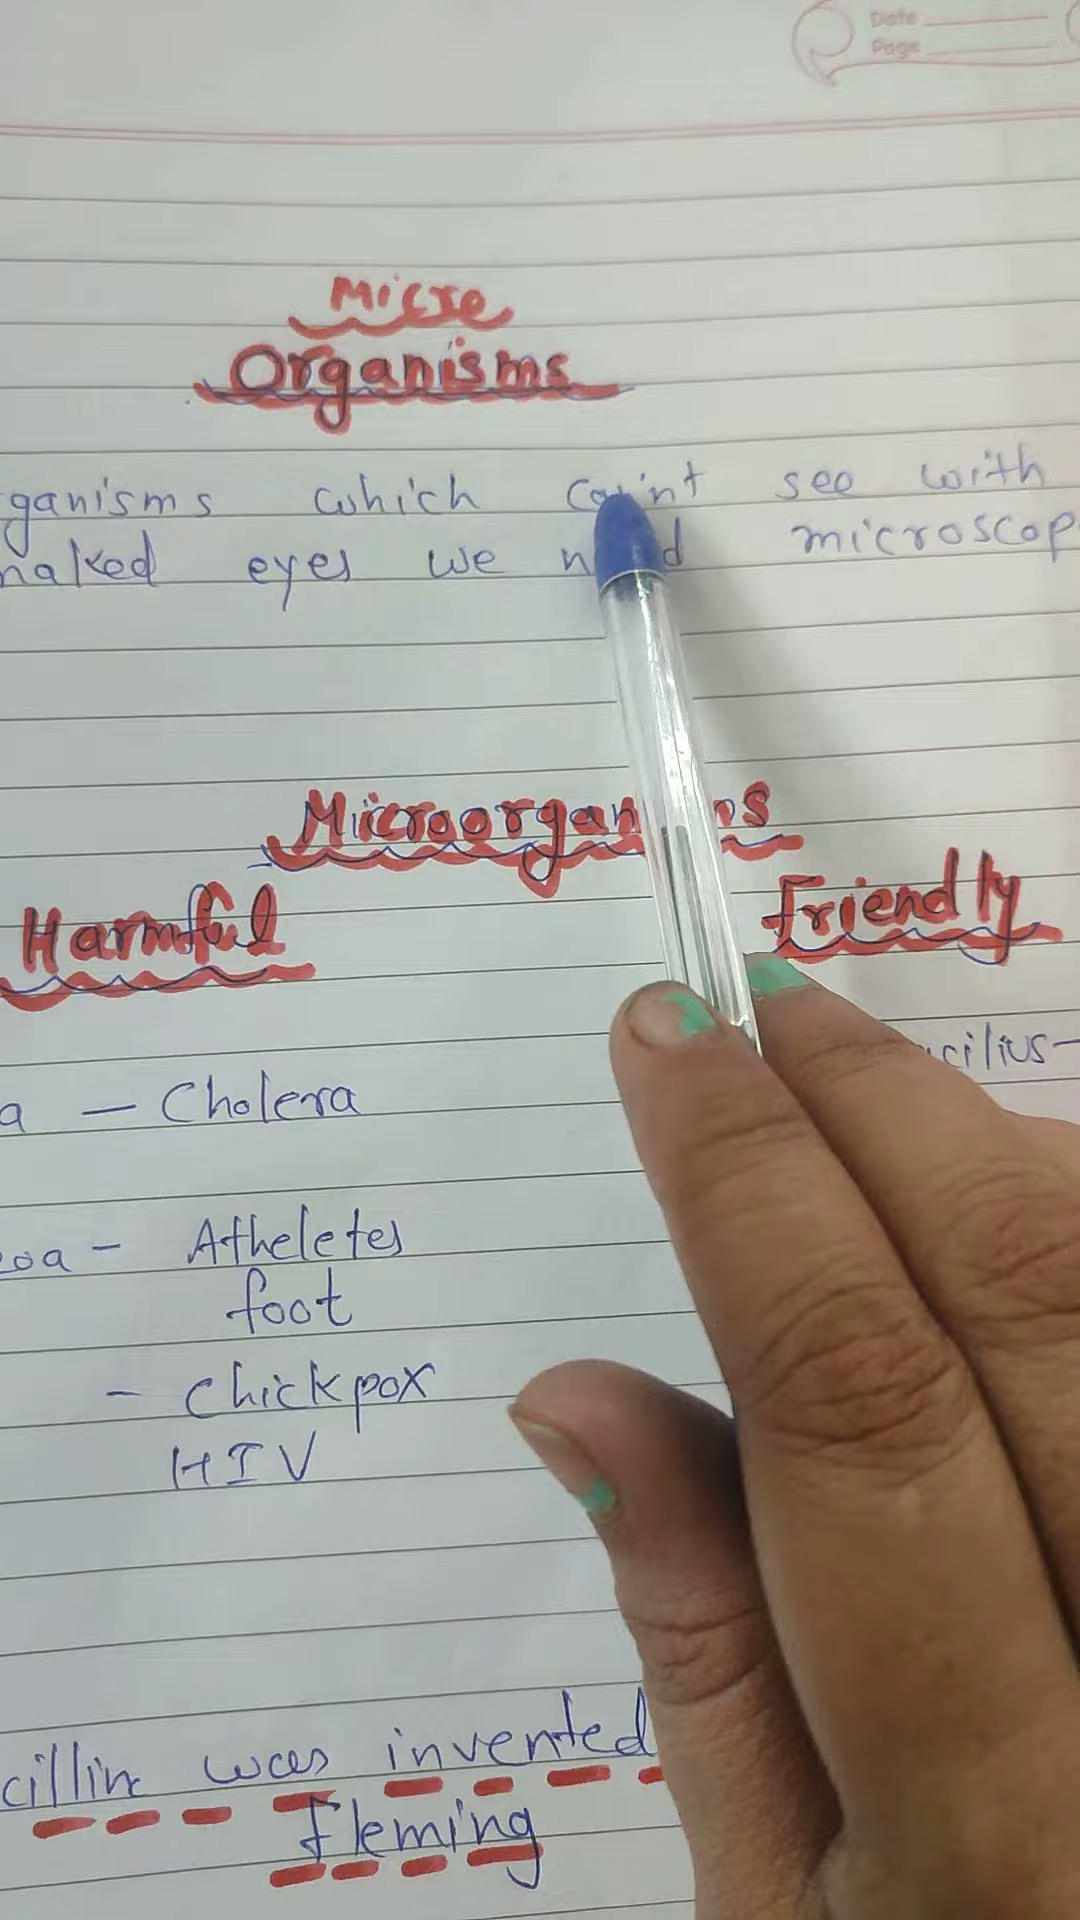 Date
Page
Micro
Organisms
ganisms which can't see with
naked eyes we need microscop
Microorganisms
Harmful Friendly
cilius-
a - Cholera
zoa - Atheletes
foot
- Chickpox
HIV
cillin was invented
Fleming